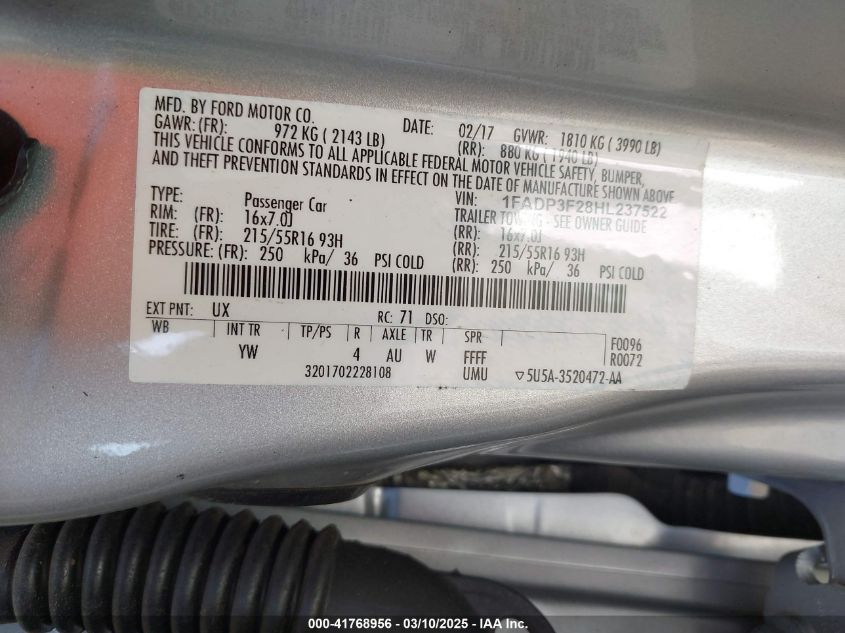 MFD. BY FORD MOTOR CO. DATE: 02/17 GVWR: 1810 KG ( 3990 LB)
GAWR: (FR): 972 KG ( 2143 LB) (RR): 880 KG ( 1940 LB)
THIS VEHICLE CONFORMS TO ALL APPLICABLE FEDERAL MOTOR VEHICLE SAFETY, BUMPER,
AND THEFT PREVENTION STANDARDS IN EFFECT ON THE DATE OF MANUFACTURE SHOWN ABOVE
VIN: 1FADP3F28HL237522
TYPE: Passenger Car TRAILER TOWING - SEE OWNER GUIDE
RIM: (FR): 16x7.0J (RR): 16x7.0J
TIRE: (FR): 215/55R16 93H (RR): 215/55R16 93H
PRESSURE: (FR): 250 kPa/ 36 PSI COLD (RR): 250 kPa/ 36 PSI COLD
EXT PNT: UX RC: 71 DSO:
WB INT TR TP/PS R AXLE TR SPR F0096
YW 4 AU W FFFF R0072
3201702228108 UMU ▽5U5A-3520472-AA
000-41768956 - 03/10/2025 - IAA Inc.